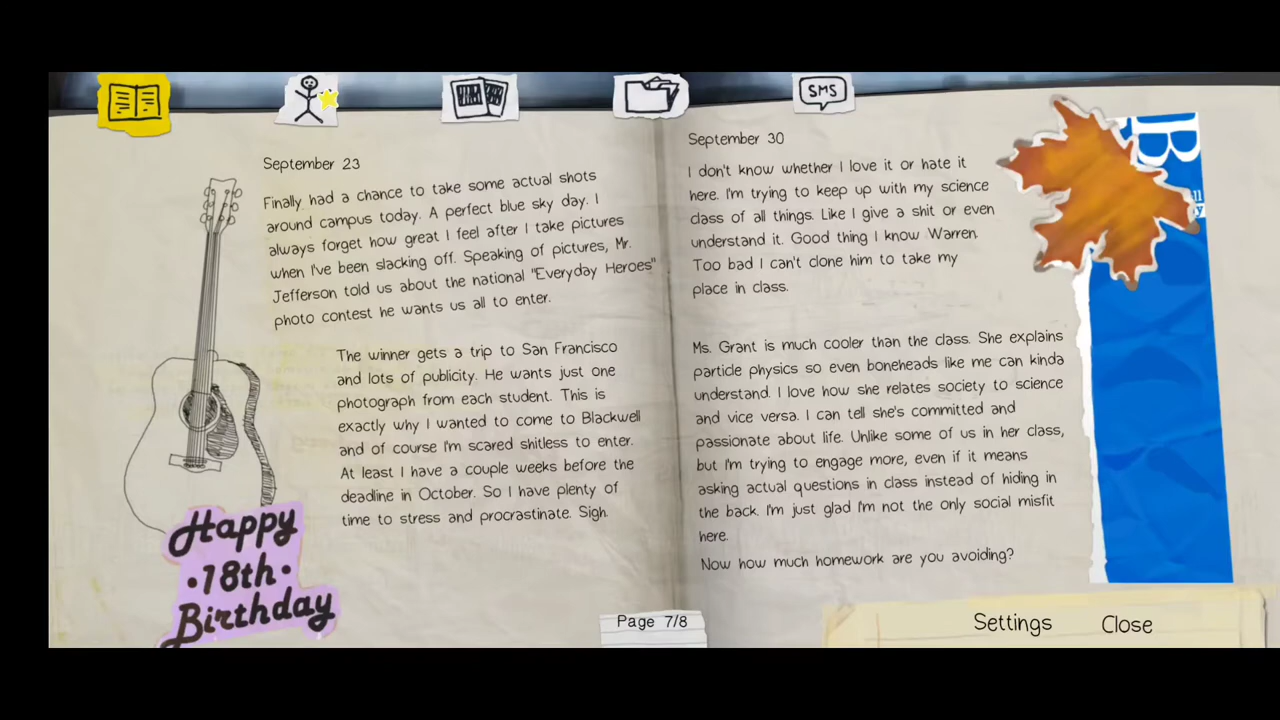 SMS
September 23
Finally had a chance to take some actual shots
around campus today. A perfect blue sky day. I
always forget how great I feel after I take pictures
when I've been slacking off. Speaking of pictures, Mr.
Jefferson told us about the national "Everyday Heroes"
photo contest he wants us all to enter.
The winner gets a trip to San Francisco
and lots of publicity. He wants just one
photograph from each student. This is
exactly why I wanted to come to Blackwell
and of course I'm scared shitless to enter.
At least I have a couple weeks before the
deadline in October. So I have plenty of
time to stress and procrastinate. Sigh.
Happy
•18th•
Birthday
September 30
I don't know whether I love it or hate it
here. I'm trying to keep up with my science
class of all things. Like I give a shit or even
understand it. Good thing I know Warren.
Too bad I can't clone him to take my
place in class.
Ms. Grant is much cooler than the class. She explains
particle physics so even boneheads like me can kinda
understand. I love how she relates society to science
and vice versa. I can tell she's committed and
passionate about life. Unlike some of us in her class,
but I'm trying to engage more, even if it means
asking actual questions in class instead of hiding in
the back. I'm just glad I'm not the only social misfit
here.
Now how much homework are you avoiding?
B
Page 7/8
Settings Close